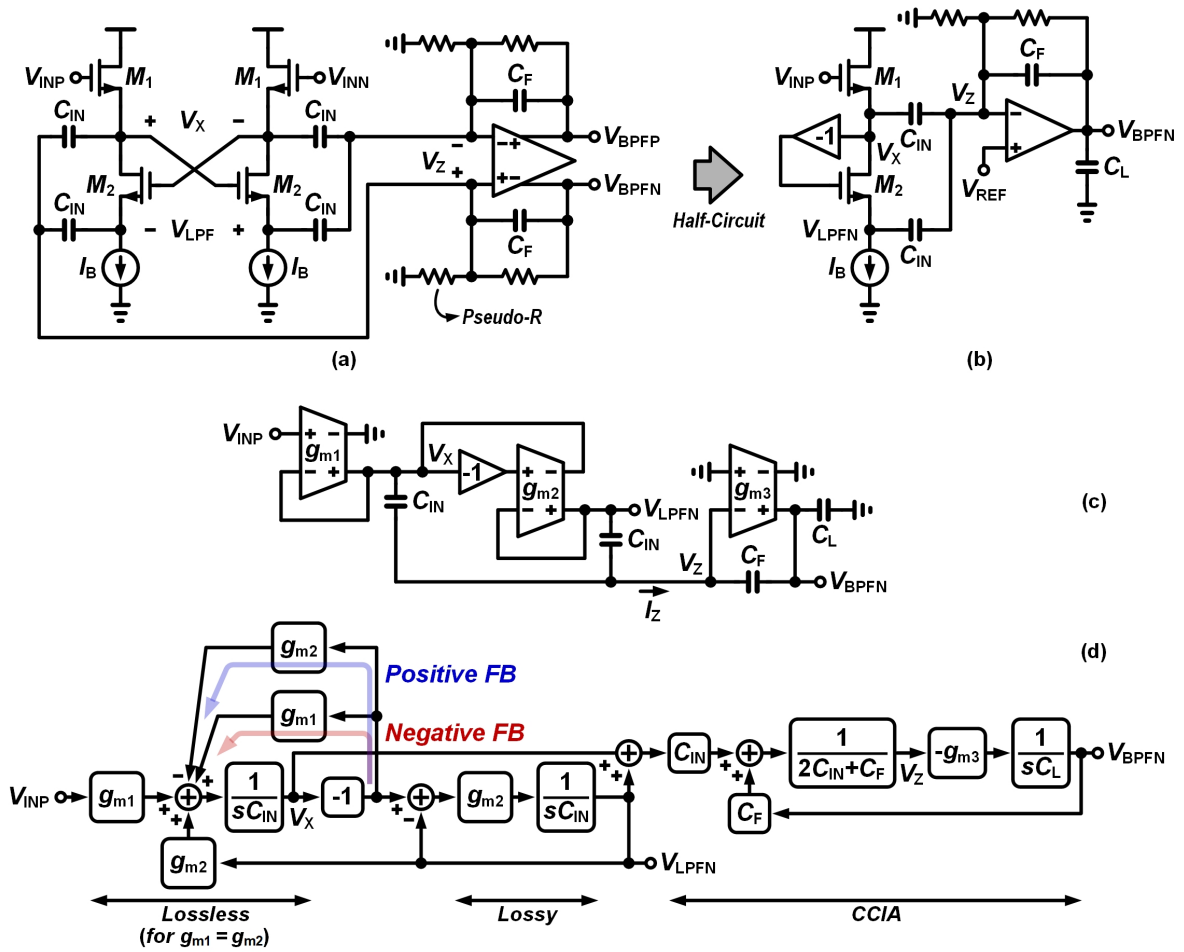 V_INP M_1 M_1 V_INN
C_IN + V_X - C_IN
M_2 M_2
C_IN - V_LPF + C_IN
I_B I_B
C_F
V_BPFP
- V_Z +
-+
+-
V_BPFN
C_F
Pseudo-R
(a)
Half-Circuit
V_INP M_1
C_IN
V_Z
-1
V_X
M_2
V_LPFN C_IN
I_B
C_F
-
+
V_REF
V_BPFN
C_L
(b)
V_INP + - g_m1 - +
V_X
C_IN
-1
+ - g_m2 - +
V_LPFN
C_IN
+ - g_m3 - +
C_L
V_Z C_F
V_BPFN
I_Z
(c)
(d)
g_m2
Positive FB
g_m1
Negative FB
V_INP g_m1 + - + + 1/sC_IN V_X -1 + - g_m2 1/sC_IN + + C_IN + + 1/2C_IN+C_F V_Z -g_m3 1/sC_L V_BPFN
C_F
g_m2
V_LPFN
Lossless
(for g_m1 = g_m2)
Lossy
CCIA